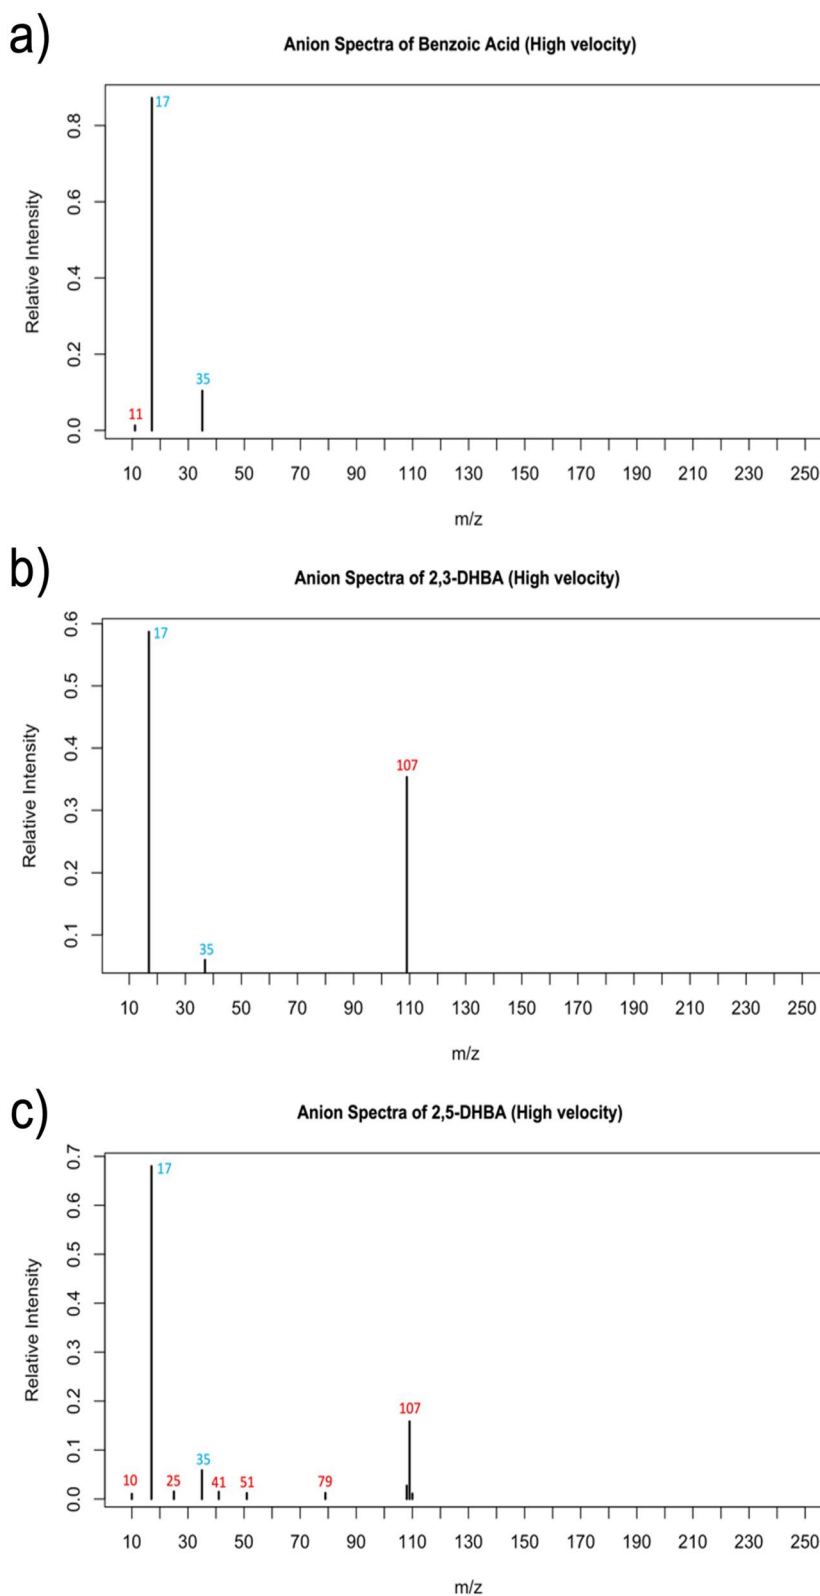 a)
Anion Spectra of Benzoic Acid (High velocity)
17
0.8
0.6
Relative Intensity
0.4
35
0.2
11
0.0
10 30 50 70 90 110 130 150 170 190 210 230 250
m/z
b)
Anion Spectra of 2,3-DHBA (High velocity)
0.6
17
0.5
0.4
107
Relative Intensity
0.3
0.2
35
0.1
10 30 50 70 90 110 130 150 170 190 210 230 250
m/z
c)
Anion Spectra of 2,5-DHBA (High velocity)
0.7
17
0.6
0.5
0.4
Relative Intensity
0.3
0.2
107
0.1
35
10 25 41 51 79
0.0
10 30 50 70 90 110 130 150 170 190 210 230 250
m/z